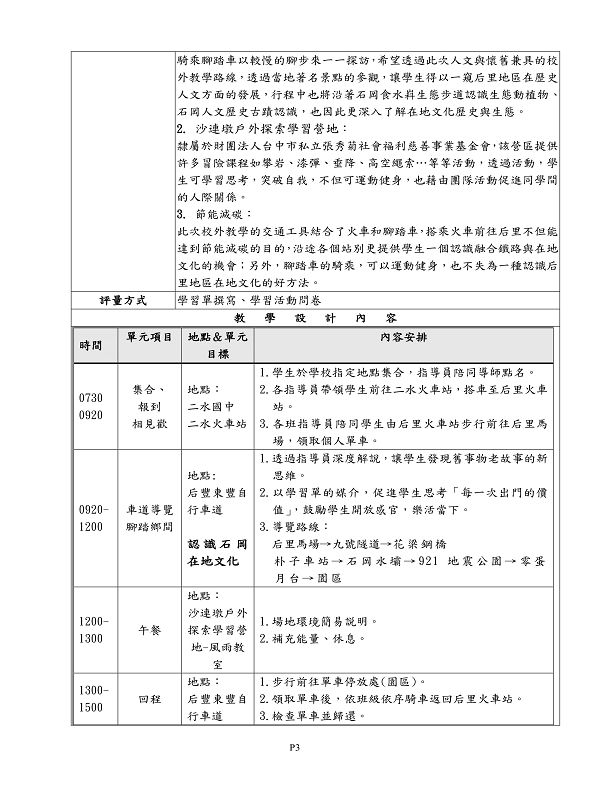 騎乘腳踏車以較慢的腳步來一一探訪,希望透過此次人文與懷舊兼具的校
外教學路線,透過當地著名景點的參觀,讓學生得以一窺后里地區在歷史
人文方面的發展,行程中也將沿著石岡食水嵙生態步道認識生態動植物、
石岡人文歷史古蹟認識,也因此更深入了解在地文化歷史與生態。
2. 沙連墩戶外探索學習營地:
隸屬於財團法人台中市私立張秀菊社會福利慈善事業基金會,該營區提供
許多冒險課程如攀岩、漆彈、垂降、高空繩索…等等活動,透過活動,學
生可學習思考,突破自我,不但可運動健身,也藉由團隊活動促進同學間
的人際關係。
3. 節能減碳:
此次校外教學的交通工具結合了火車和腳踏車,搭乘火車前往后里不但能
達到節能減碳的目的,沿途各個站別更提供學生一個認識融合鐵路與在地
文化的機會;另外,腳踏車的騎乘,可以運動健身,也不失為一種認識后
里地區在地文化的好方法。
評量方式 學習單撰寫、學習活動問卷
教 學 設 計 內 容
時間 單元項目 地點&單元
目標 內容安排
0730
0920
集合、
報到
相見歡
地點:
二水國中
二水火車站
1.學生於學校指定地點集合,指導員陪同導師點名。
2.各指導員帶領學生前往二水火車站,搭車至后里火車
站。
3.各班指導員陪同學生由后里火車站步行前往后里馬
場,領取個人單車。
0920-
1200
車道導覽
腳踏鄉間
地點:
后豐東豐自
行車道
認識石岡
在地文化
1.透過指導員深度解說,讓學生發現舊事物老故事的新
思維。
2.以學習單的媒介,促進學生思考「每一次出門的價
值」,鼓勵學生開放感官,樂活當下。
3.導覽路線:
后里馬場→九號隧道→花梁鋼橋
朴子車站→石岡水壩→921 地震公園→零蛋
月台→園區
1200-
1300
午餐
地點:
沙連墩戶外
探索學習營
地-風雨教
室
1.場地環境簡易說明。
2.補充能量、休息。
1300-
1500
回程
地點:
后豐東豐自
行車道
1.步行前往單車停放處(園區)。
2.領取單車後,依班級依序騎車返回后里火車站。
3.檢查單車並歸還。
P3